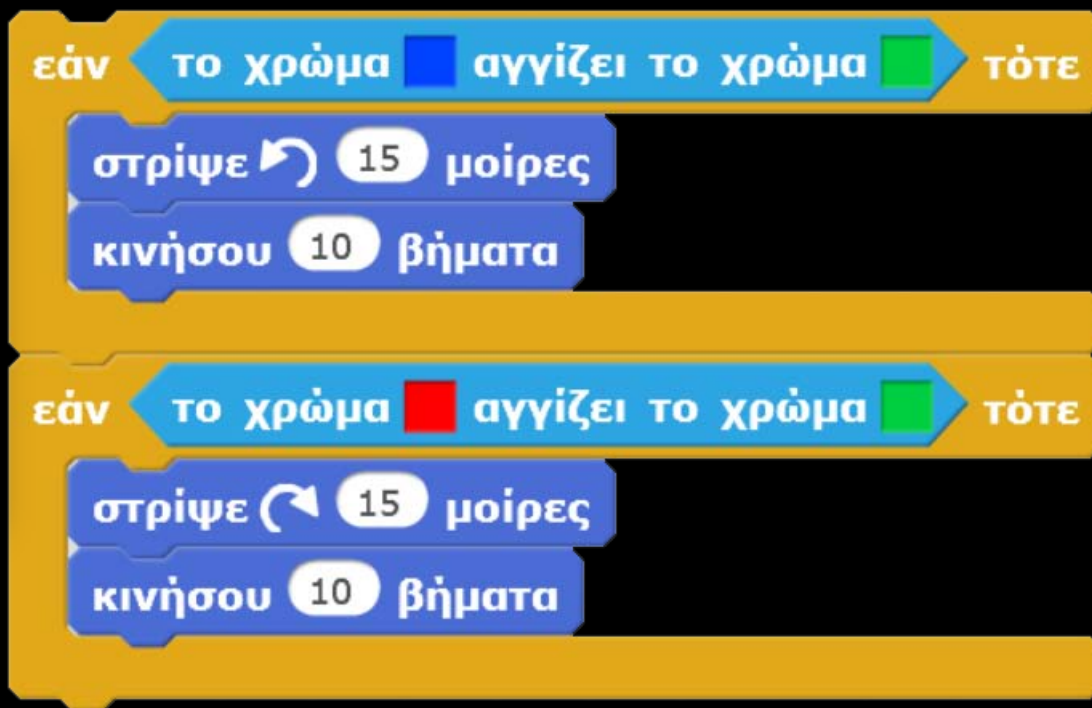 εάν το χρώμα αγγίζει το χρώμα τότε
στρίψε 15 μοίρες
κινήσου 10 βήματα
εάν το χρώμα αγγίζει το χρώμα τότε
στρίψε 15 μοίρες
κινήσου 10 βήματα